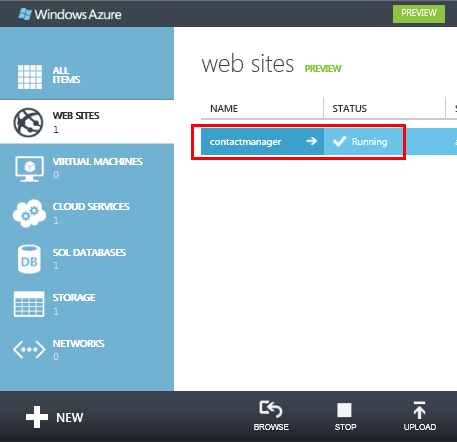 Windows Azure
PREVIEW
ALL
ITEMS
WEB SITES
1
VIRTUAL MACHINES
0
CLOUD SERVICES
1
SQL DATABASES
1
STORAGE
1
NETWORKS
0
web sites PREVIEW
NAME STATUS S
contactmanager Running
DB
NEW
BROWSE STOP UPLOAD